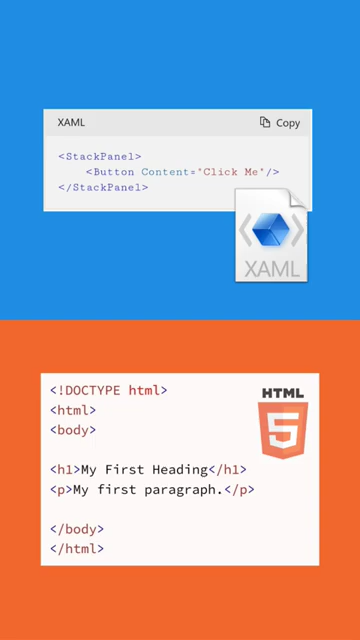 XAML
Copy
<StackPanel>
    <Button Content="Click Me"/>
</StackPanel>
XAML
<!DOCTYPE html>
<html>
<body>
<h1>My First Heading</h1>
<p>My first paragraph.</p>
</body>
</html>
HTML
5